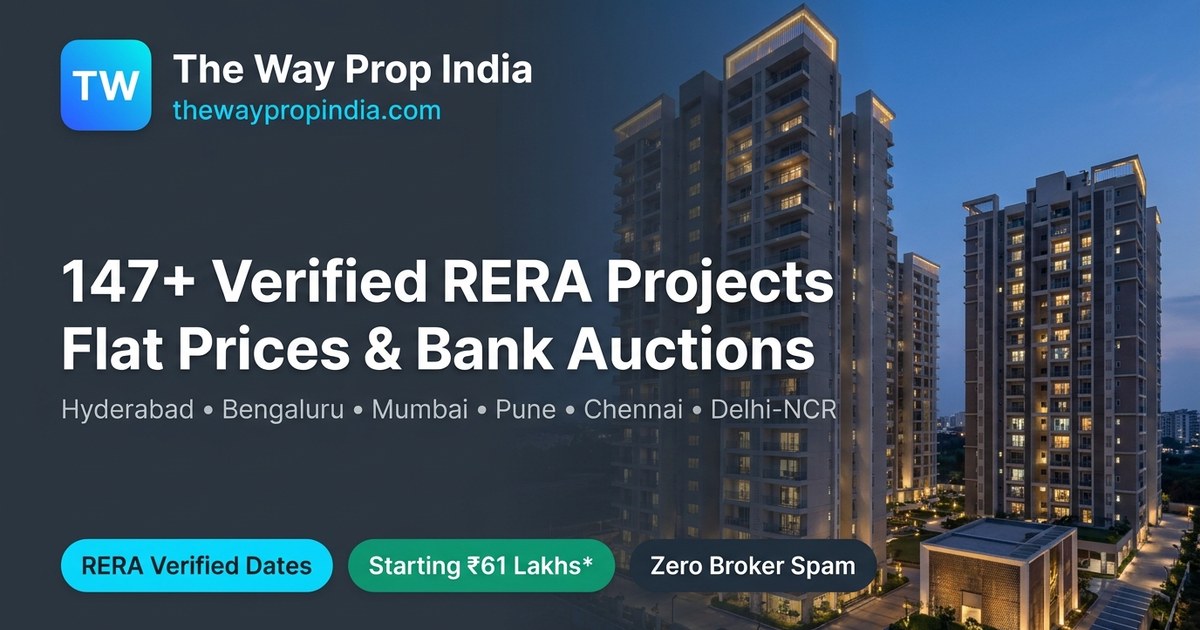 TW
The Way Prop India
thewaypropindia.com
147+ Verified RERA Projects
Flat Prices & Bank Auctions
Hyderabad • Bengaluru • Mumbai • Pune • Chennai • Delhi-NCR
RERA Verified Dates
Starting ₹61 Lakhs*
Zero Broker Spam